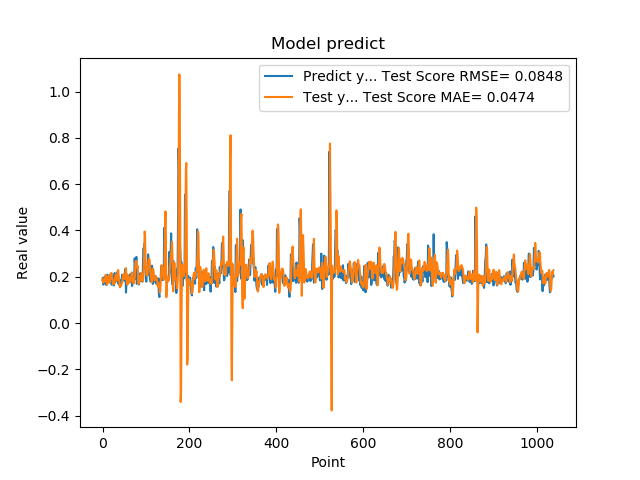 Model predict
Predict y... Test Score RMSE= 0.0848
Test y... Test Score MAE= 0.0474
Real value
1.0
0.8
0.6
0.4
0.2
0.0
−0.2
−0.4
0
200
400
600
800
1000
Point